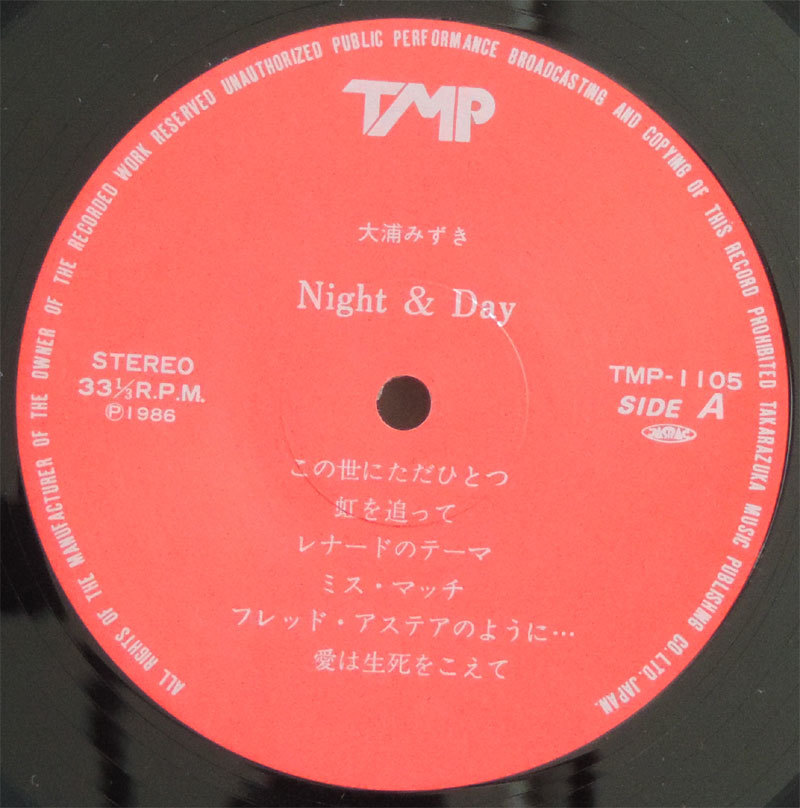 ALL RIGHTS OF THE MANUFACTURER OF THE OWNER OF THE RECORDED WORK RESERVED UNAUTHORIZED PUBLIC PERFORMANCE BROADCASTING AND COPYING OF THIS RECORD PROHIBITED TAKARAZUKA MUSIC PUBLISHING CO.LTD.JAPAN.
TMP
大浦みずき
Night & Day
STEREO
33⅓R.P.M.
Ⓟ1986
TMP-1105
SIDE A
JASRAC
この世にただひとつ
虹を追って
レナードのテーマ
ミス・マッチ
フレッド・アステアのように…
愛は生死をこえて